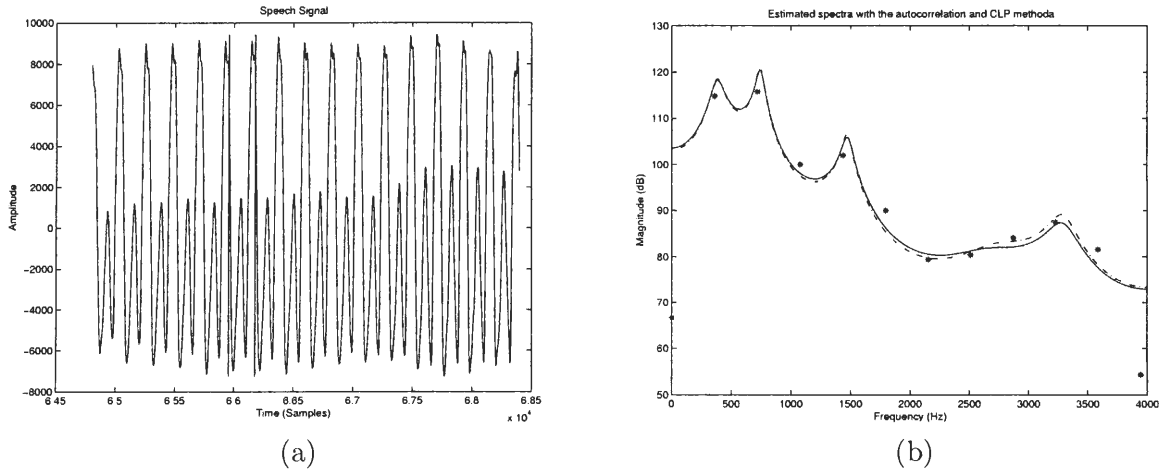 Speech Signal
10000
8000
6000
4000
2000
0
-2000
-4000
-6000
-8000
Amplitude
6 45 6 5 6 55 6 6 6 65 6 7 6.75 6 8 6 85
Time (Samples)
x 10⁴
(a)
Estimated spectra with the autocorrelation and CLP methoda
130
120
110
100
90
80
70
60
50
Magnitude (dB)
0 500 1000 1500 2000 2500 3000 3500 4000
Frequency (Hz)
(b)